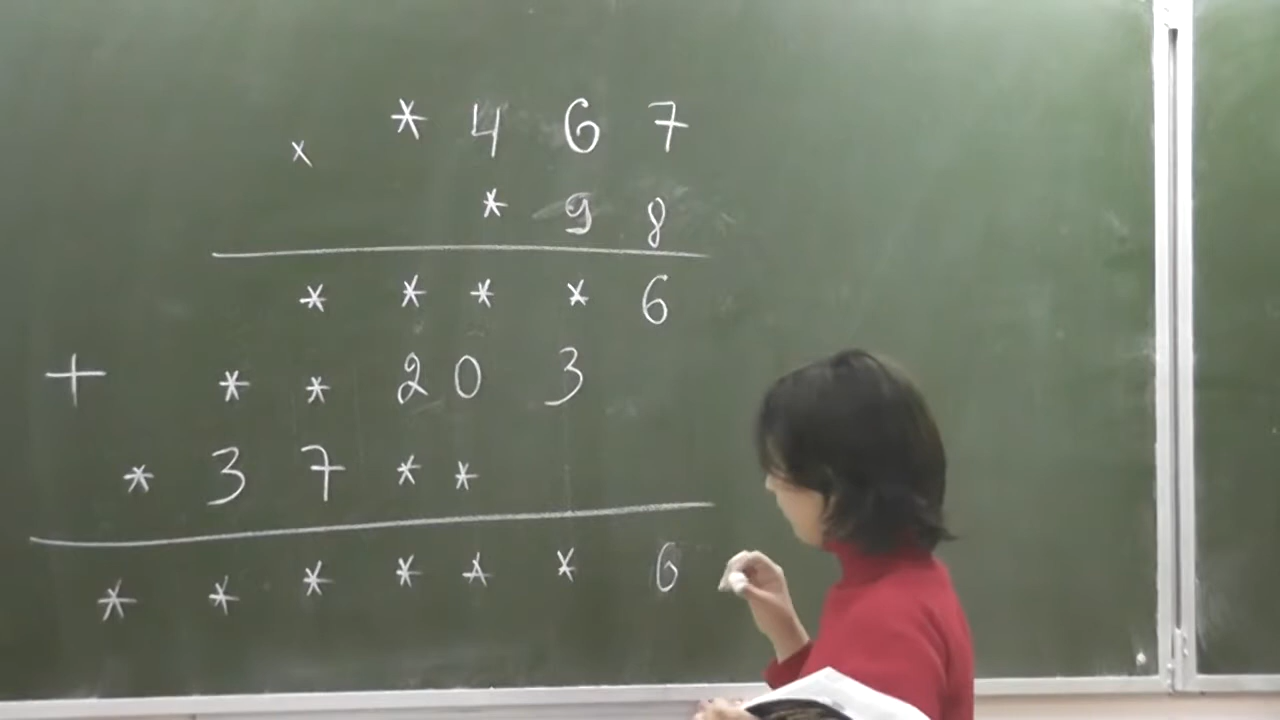 * 4 6 7
×
* 9 8
* * * * 6
+ * * 2 0 3
* 3 7 * *
* * * * * * 6